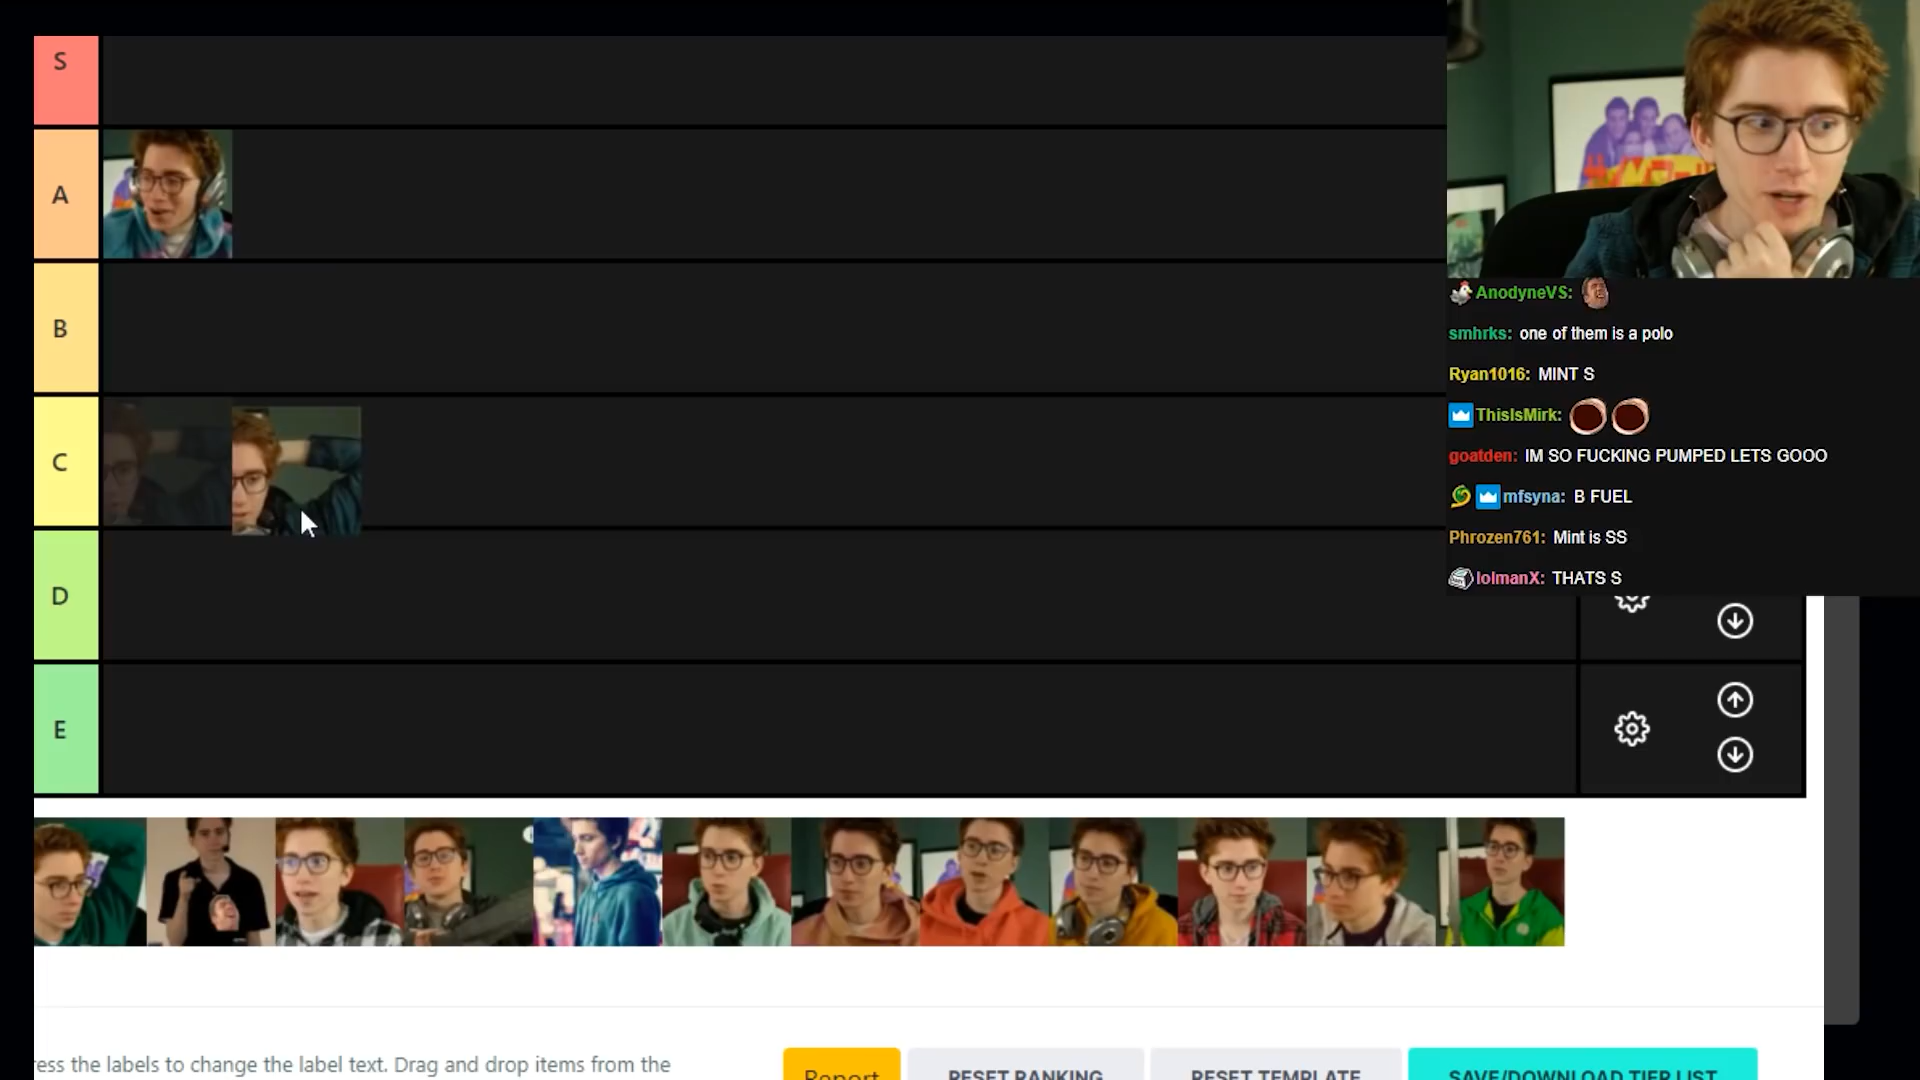 S
A
B
C
D
E
AnodyneVS:
smhrks: one of them is a polo
Ryan1016: MINT S
ThisIsMirk:
goatden: IM SO FUCKING PUMPED LETS GOOO
mfsyna: B FUEL
Phrozen761: Mint is SS
lolmanX: THATS S
ress the labels to change the label text. Drag and drop items from the
Report
RESET RANKING
RESET TEMPLATE
SAVE/DOWNLOAD TIER LIST